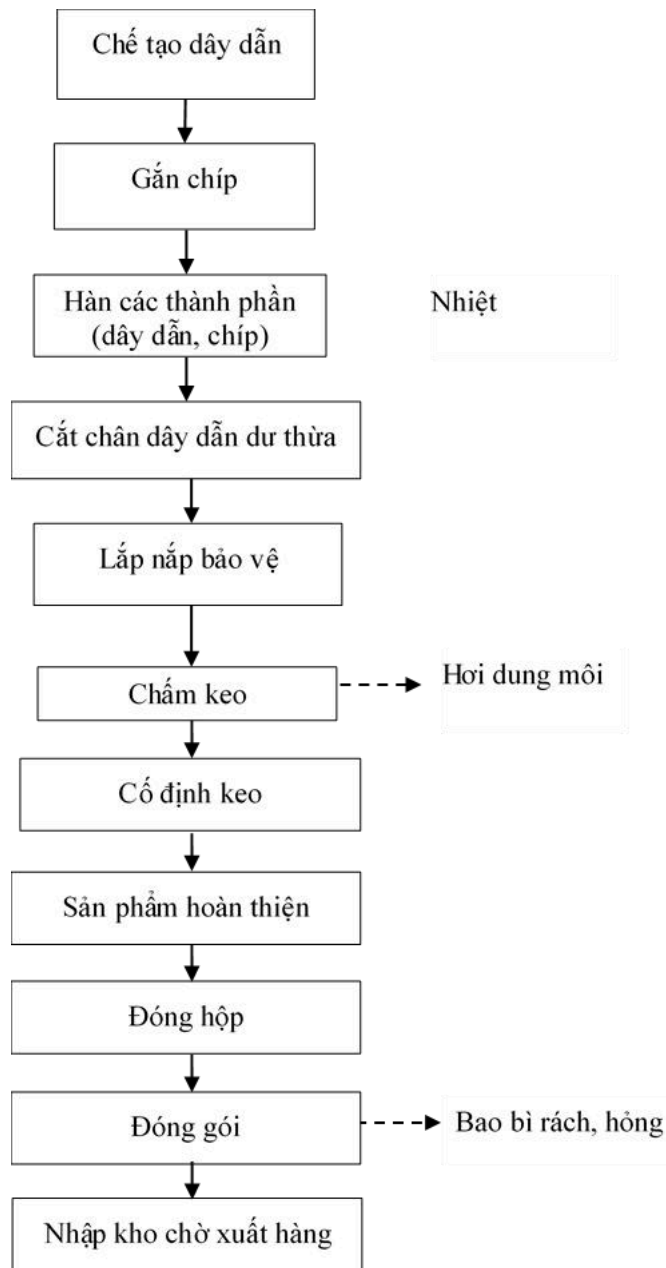 Chế tạo dây dẫn
Gắn chíp
Hàn các thành phần
(dây dẫn, chíp)
Nhiệt
Cắt chân dây dẫn dư thừa
Lắp nắp bảo vệ
Chấm keo
Hơi dung môi
Cố định keo
Sản phẩm hoàn thiện
Đóng hộp
Đóng gói
Bao bì rách, hỏng
Nhập kho chờ xuất hàng